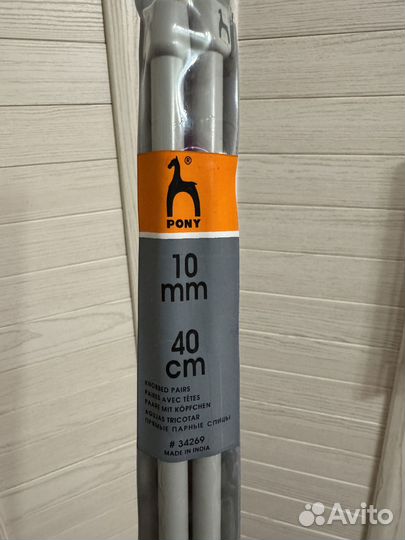 ®
PONY
10
mm
40
cm
KNOBBED PAIRS
PAIRES AVEC TÊTES
PAARE MIT KÖPFCHEN
AGUJAS TRICOTAR
ПРЯМЫЕ ПАРНЫЕ СПИЦЫ
# 34269
MADE IN INDIA
Avito